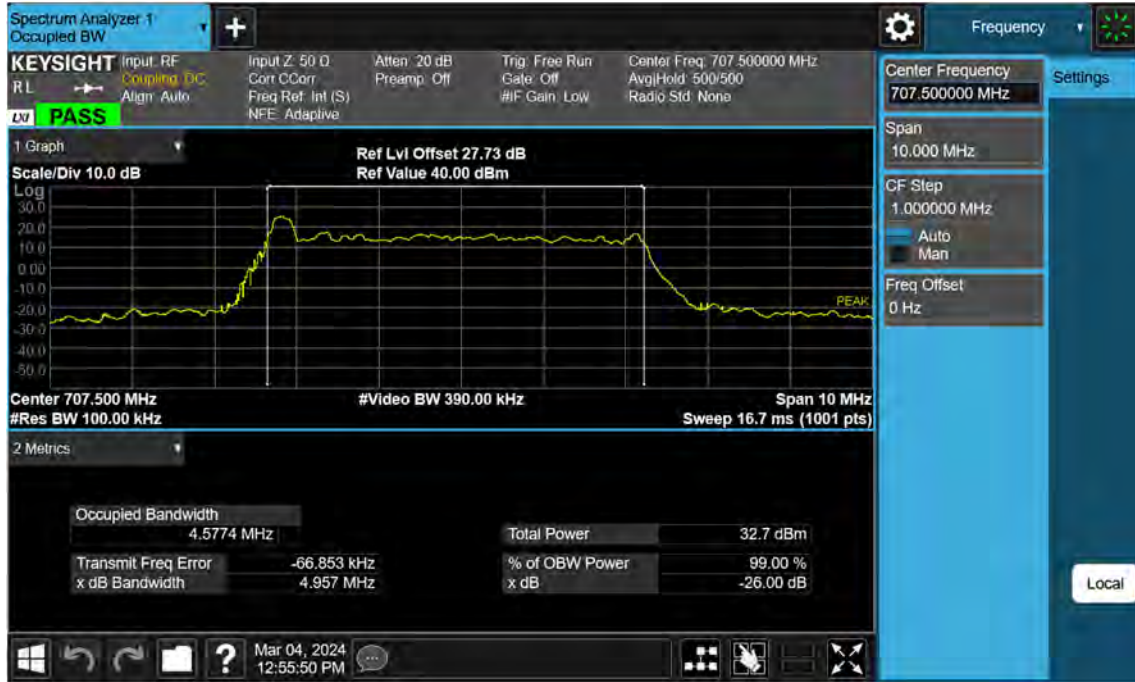 Spectrum Analyzer 1
Occupied BW
+
Frequency
KEYSIGHT
RL
LXI
PASS
Input: RF
Coupling: DC
Align: Auto
Input Z: 50 Ω
Corr CCorr
Freq Ref: Int (S)
NFE: Adaptive
Atten: 20 dB
Preamp: Off
Trig: Free Run
Gate: Off
#IF Gain: Low
Center Freq: 707.500000 MHz
Avg|Hold: 500/500
Radio Std: None
Center Frequency
707.500000 MHz
Settings
Span
10.000 MHz
CF Step
1.000000 MHz
Auto
Man
Freq Offset
0 Hz
Local
1 Graph
Scale/Div 10.0 dB
Ref Lvl Offset 27.73 dB
Ref Value 40.00 dBm
Log
30.0
20.0
10.0
0.00
-10.0
-20.0
-30.0
-40.0
-50.0
PEAK
Center 707.500 MHz
#Video BW 390.00 kHz
Span 10 MHz
#Res BW 100.00 kHz
Sweep 16.7 ms (1001 pts)
2 Metrics
Occupied Bandwidth
4.5774 MHz
Total Power 32.7 dBm
Transmit Freq Error -66.853 kHz
% of OBW Power 99.00 %
x dB Bandwidth 4.957 MHz
x dB -26.00 dB
?
Mar 04, 2024
12:55:50 PM